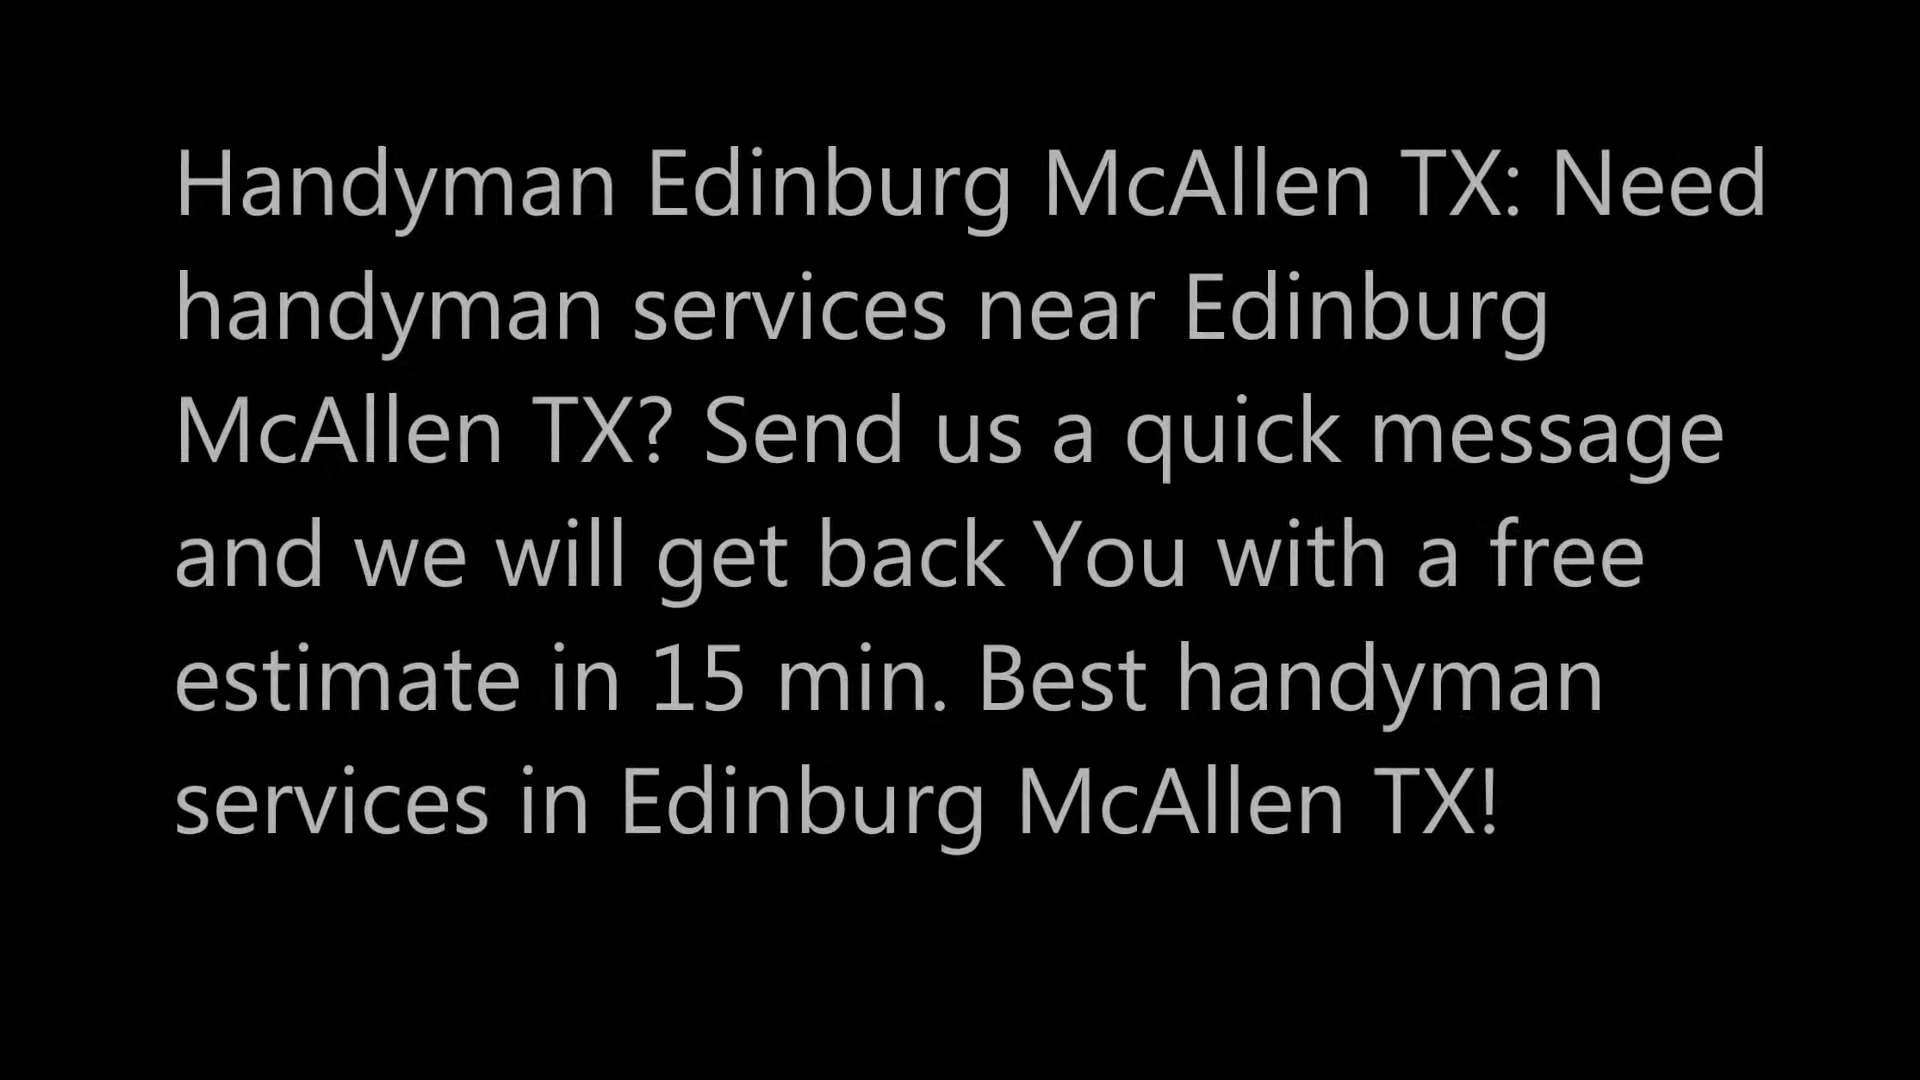 Handyman Edinburg McAllen TX: Need
handyman services near Edinburg
McAllen TX? Send us a quick message
and we will get back You with a free
estimate in 15 min. Best handyman
services in Edinburg McAllen TX!